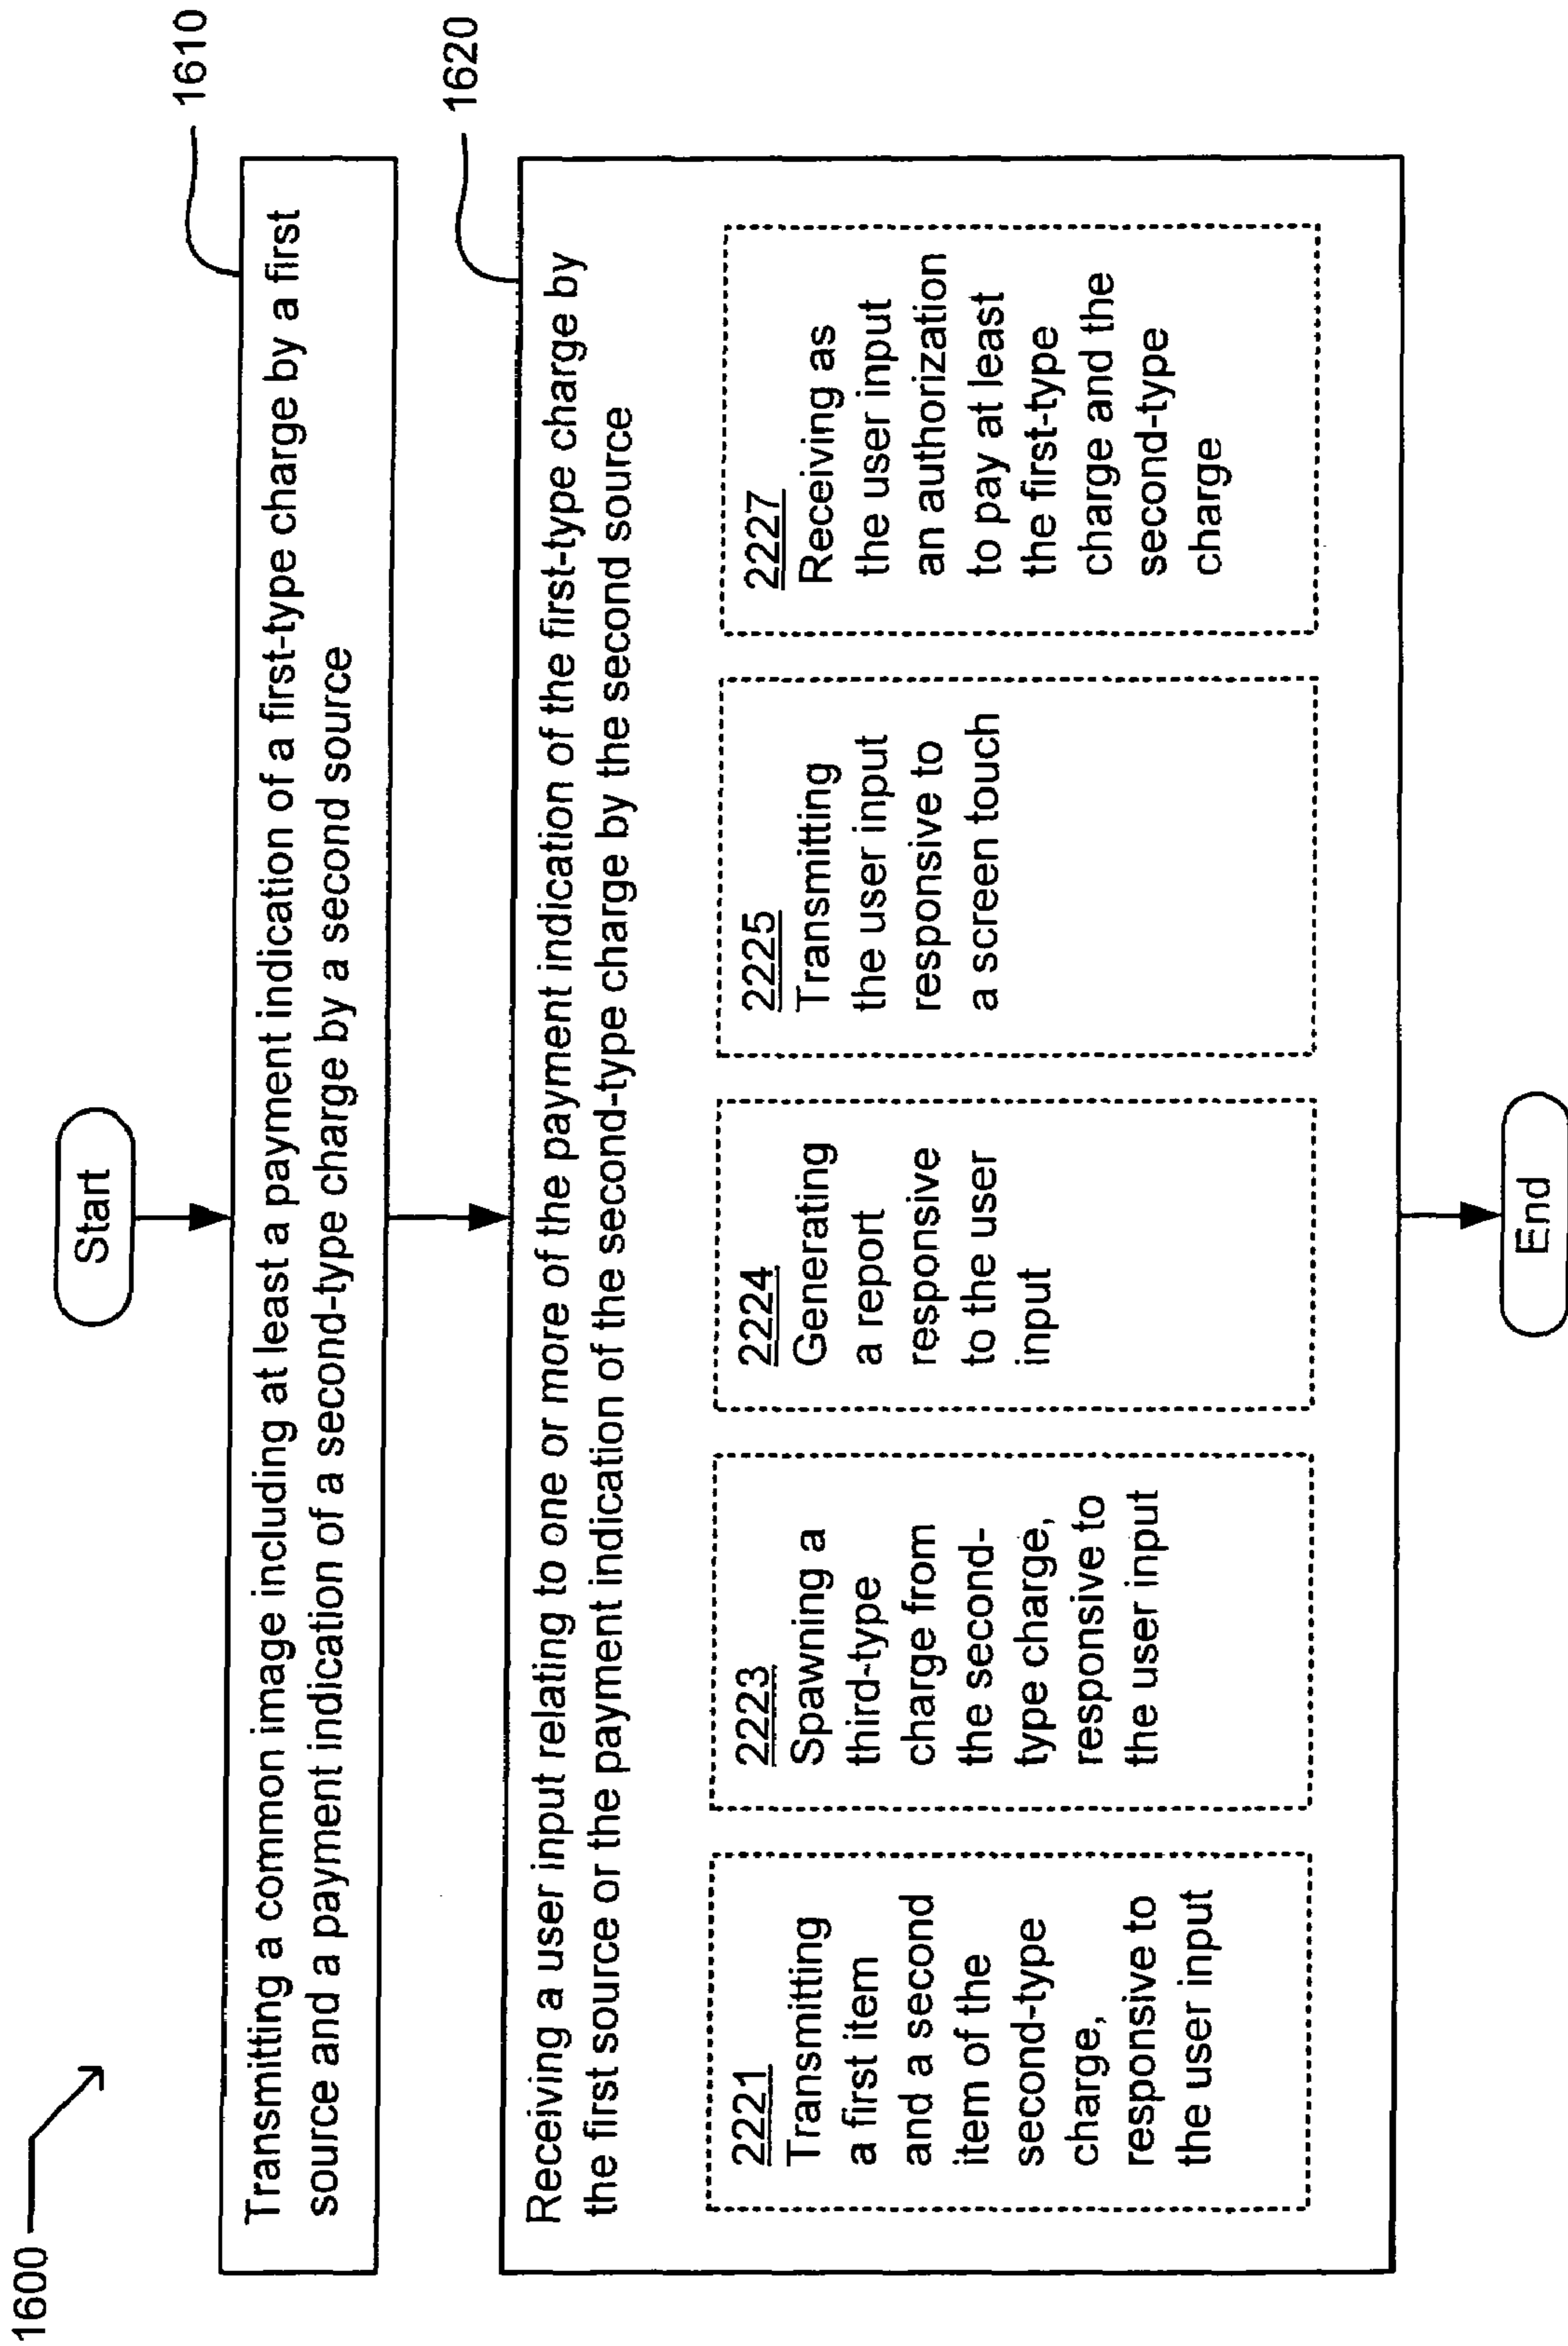 1600
Start
1610
Transmitting a common image including at least a payment indication of a first-type charge by a first
source and a payment indication of a second-type charge by a second source
1620
Receiving a user input relating to one or more of the payment indication of the first-type charge by
the first source or the payment indication of the second-type charge by the second source
2221
Transmitting
a first item
and a second
item of the
second-type
charge,
responsive to
the user input
2223
Spawning a
third-type
charge from
the second-
type charge,
responsive to
the user input
2224
Generating
a report
responsive
to the user
input
2225
Transmitting
the user input
responsive to
a screen touch
2227
Receiving as
the user input
an authorization
to pay at least
the first-type
charge and the
second-type
charge
End